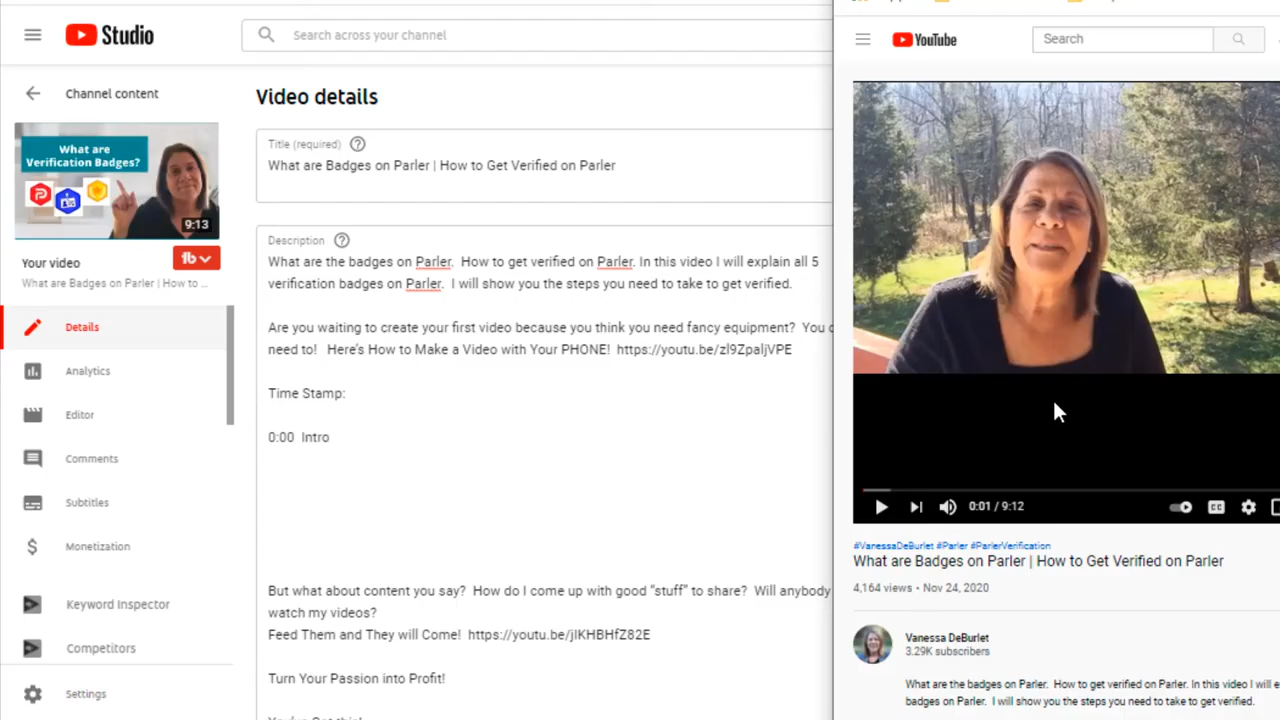 Studio
Search across your channel
Channel content
What are
Verification Badges?
9:13
fb
Your video
What are Badges on Parler | How to ...
Details
Analytics
Editor
Comments
Subtitles
Monetization
Keyword Inspector
Competitors
Settings
Video details
Title (required)
What are Badges on Parler | How to Get Verified on Parler
Description
What are the badges on Parler.  How to get verified on Parler. In this video I will explain all 5
verification badges on Parler.  I will show you the steps you need to take to get verified.
Are you waiting to create your first video because you think you need fancy equipment?  You
need to!   Here's How to Make a Video with Your PHONE!  https://youtu.be/zl9ZpaljVPE
Time Stamp:
0:00  Intro
But what about content you say?  How do I come up with good "stuff" to share?  Will anybody
watch my videos?
Feed Them and They will Come!  https://youtu.be/jIKHBHfZ82E
Turn Your Passion into Profit!
YouTube
Search
0:01 / 9:12
CC
#VanessaDeBurlet #Parler #ParlerVerification
What are Badges on Parler | How to Get Verified on Parler
4,164 views • Nov 24, 2020
Vanessa DeBurlet
3.29K subscribers
What are the badges on Parler.  How to get verified on Parler. In this video I will
badges on Parler.  I will show you the steps you need to take to get verified.